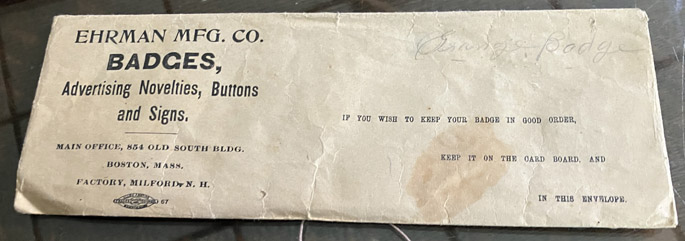 EHRMAN MFG. CO.
BADGES,
Advertising Novelties, Buttons
and Signs.
MAIN OFFICE, 854 OLD SOUTH BLDG.
BOSTON, MASS.
FACTORY, MILFORD, N. H.
67
Grange Badge
IF YOU WISH TO KEEP YOUR BADGE IN GOOD ORDER,
KEEP IT ON THE CARD BOARD, AND
IN THIS ENVELOPE.